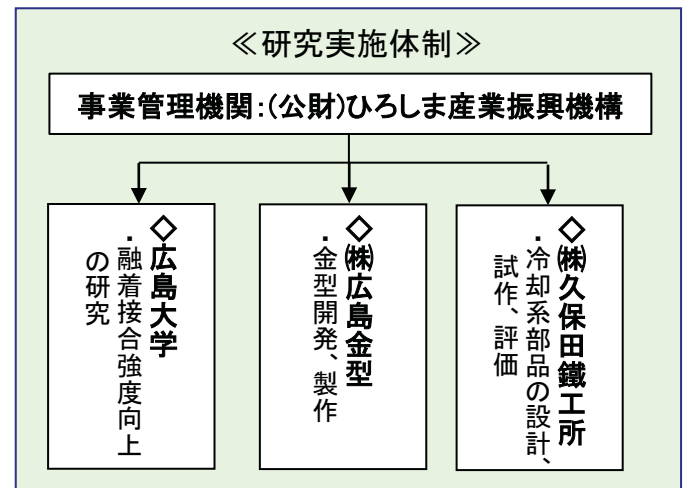 ≪研究実施体制≫
事業管理機関：(公財)ひろしま産業振興機構
◇広島大学
・融着接合強度向上
の研究
◇㈱広島金型
・金型開発、製作
◇㈱久保田鐵工所
・冷却系部品の設計、
試作、評価